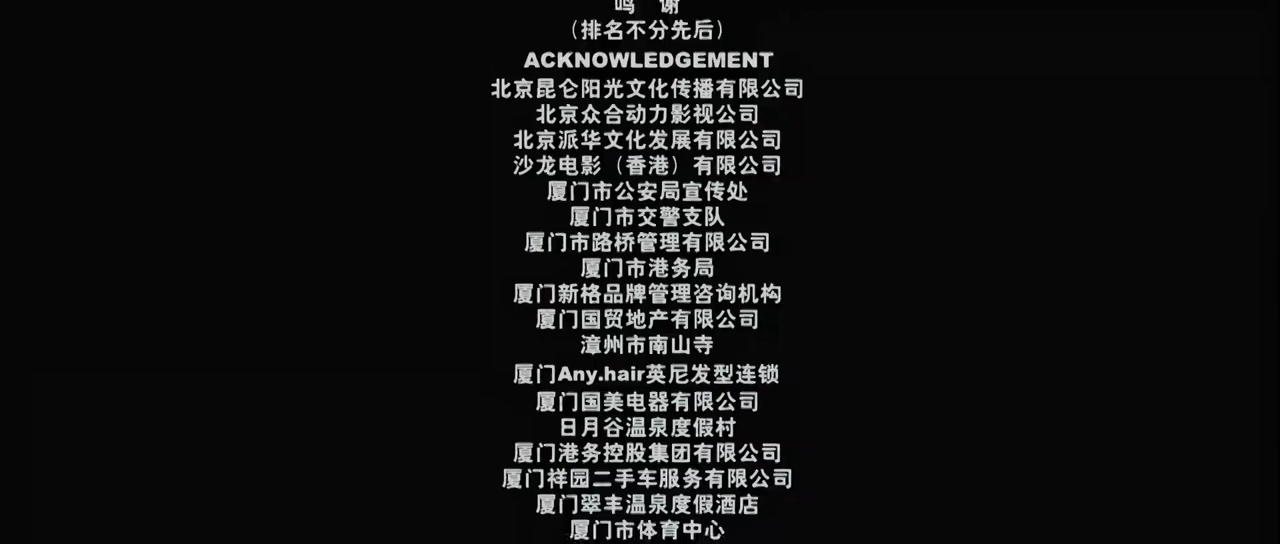 鸣 谢
（排名不分先后）
ACKNOWLEDGEMENT
北京昆仑阳光文化传播有限公司
北京众合动力影视公司
北京派华文化发展有限公司
沙龙电影（香港）有限公司
厦门市公安局宣传处
厦门市交警支队
厦门市路桥管理有限公司
厦门市港务局
厦门新格品牌管理咨询机构
厦门国贸地产有限公司
漳州市南山寺
厦门Any.hair英尼发型连锁
厦门国美电器有限公司
日月谷温泉度假村
厦门港务控股集团有限公司
厦门祥园二手车服务有限公司
厦门翠丰温泉度假酒店
厦门市体育中心